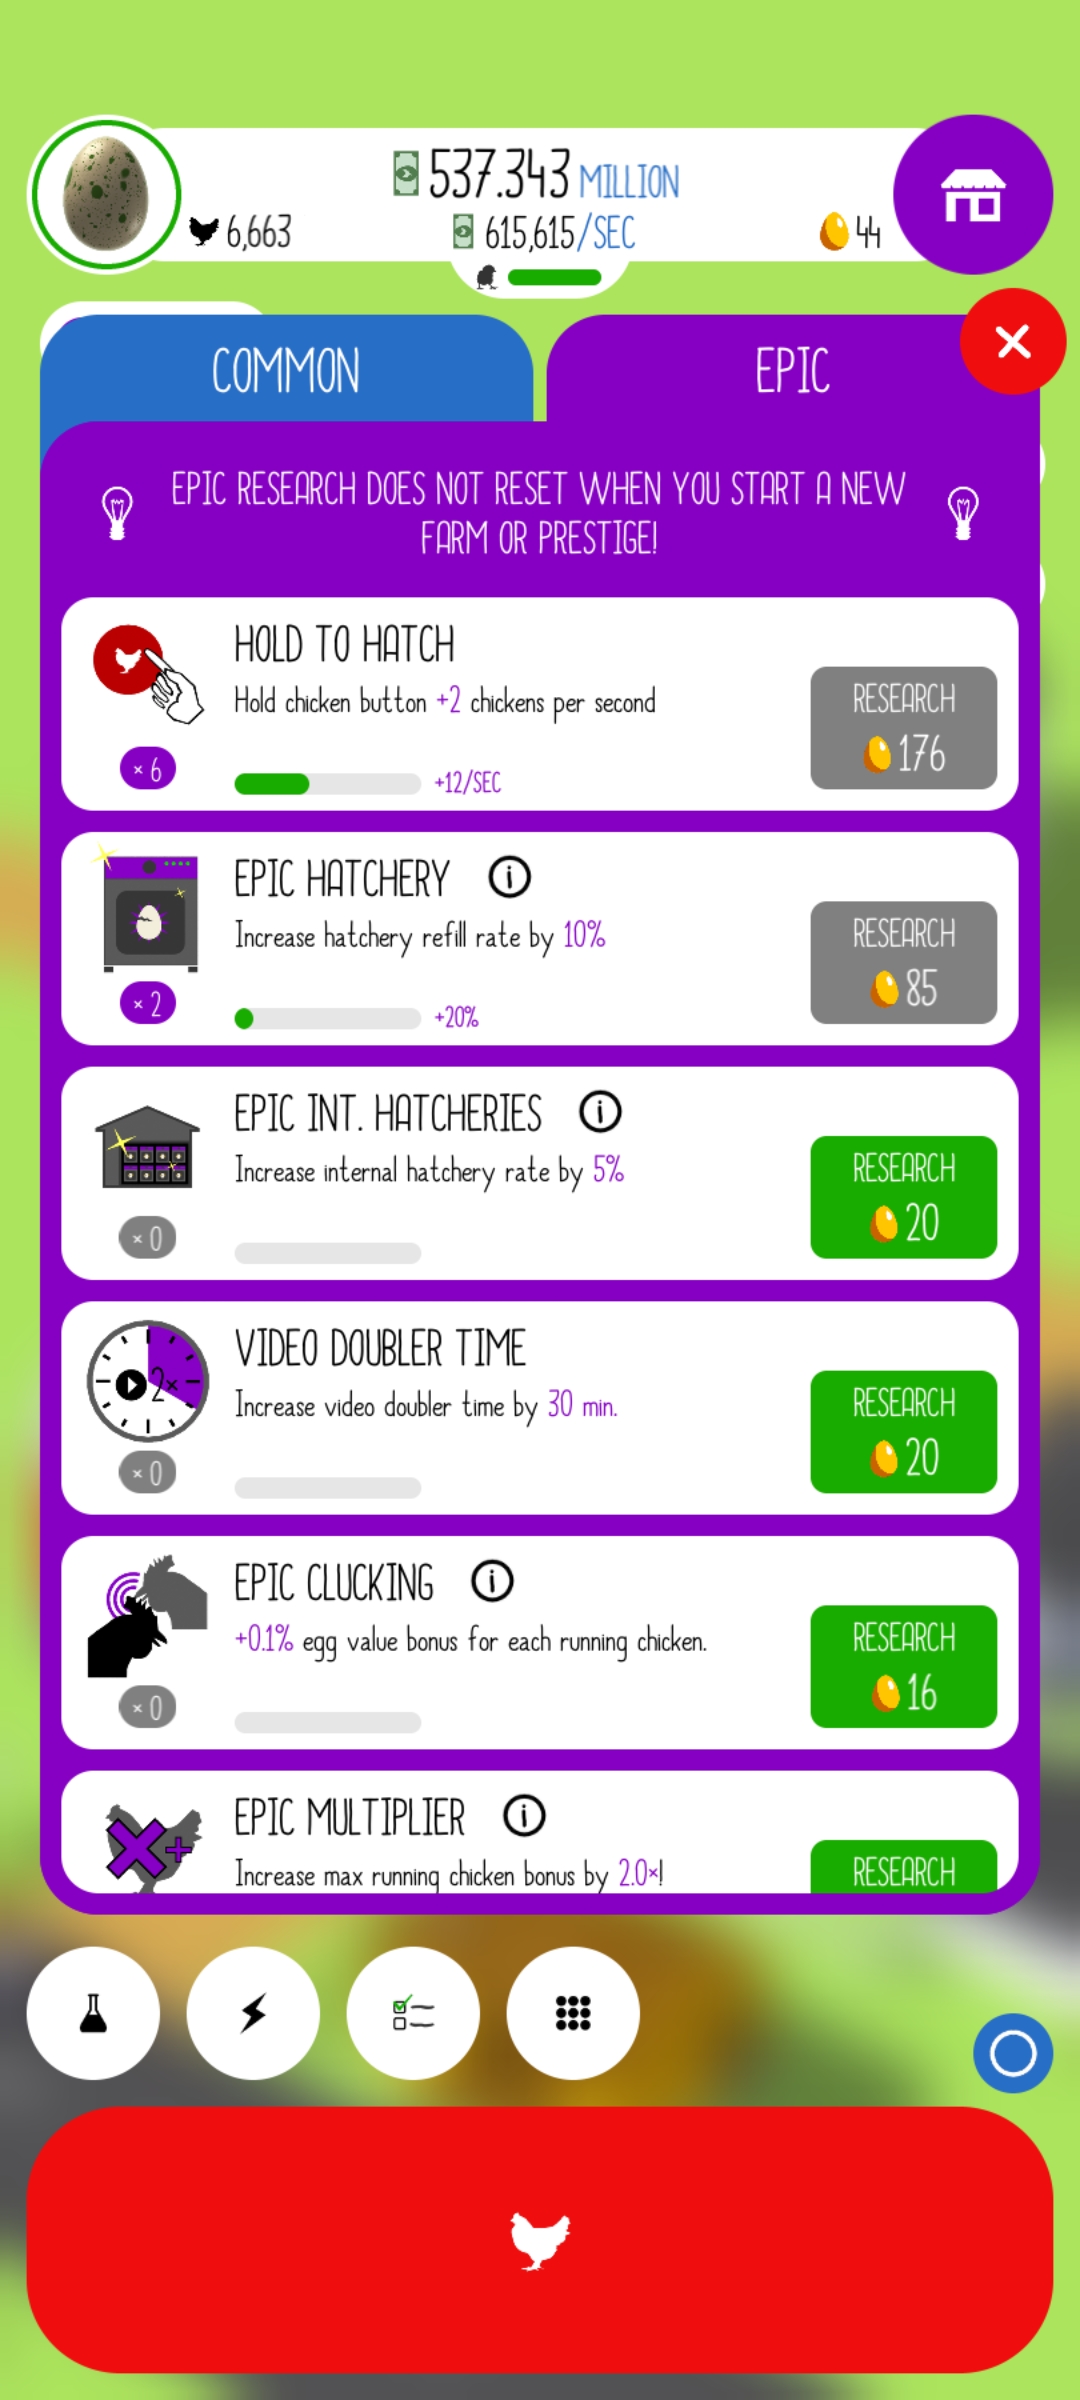 537.343 MILLION
6,663
615,615/SEC
44
COMMON
EPIC
EPIC RESEARCH DOES NOT RESET WHEN YOU START A NEW
FARM OR PRESTIGE!
HOLD TO HATCH
Hold chicken button +2 chickens per second
× 6
+12/SEC
RESEARCH
176
EPIC HATCHERY
Increase hatchery refill rate by 10%
× 2
+20%
RESEARCH
85
EPIC INT. HATCHERIES
Increase internal hatchery rate by 5%
× 0
RESEARCH
20
VIDEO DOUBLER TIME
2×
Increase video doubler time by 30 min.
× 0
RESEARCH
20
EPIC CLUCKING
+0.1% egg value bonus for each running chicken.
× 0
RESEARCH
16
EPIC MULTIPLIER
Increase max running chicken bonus by 2.0×!
RESEARCH